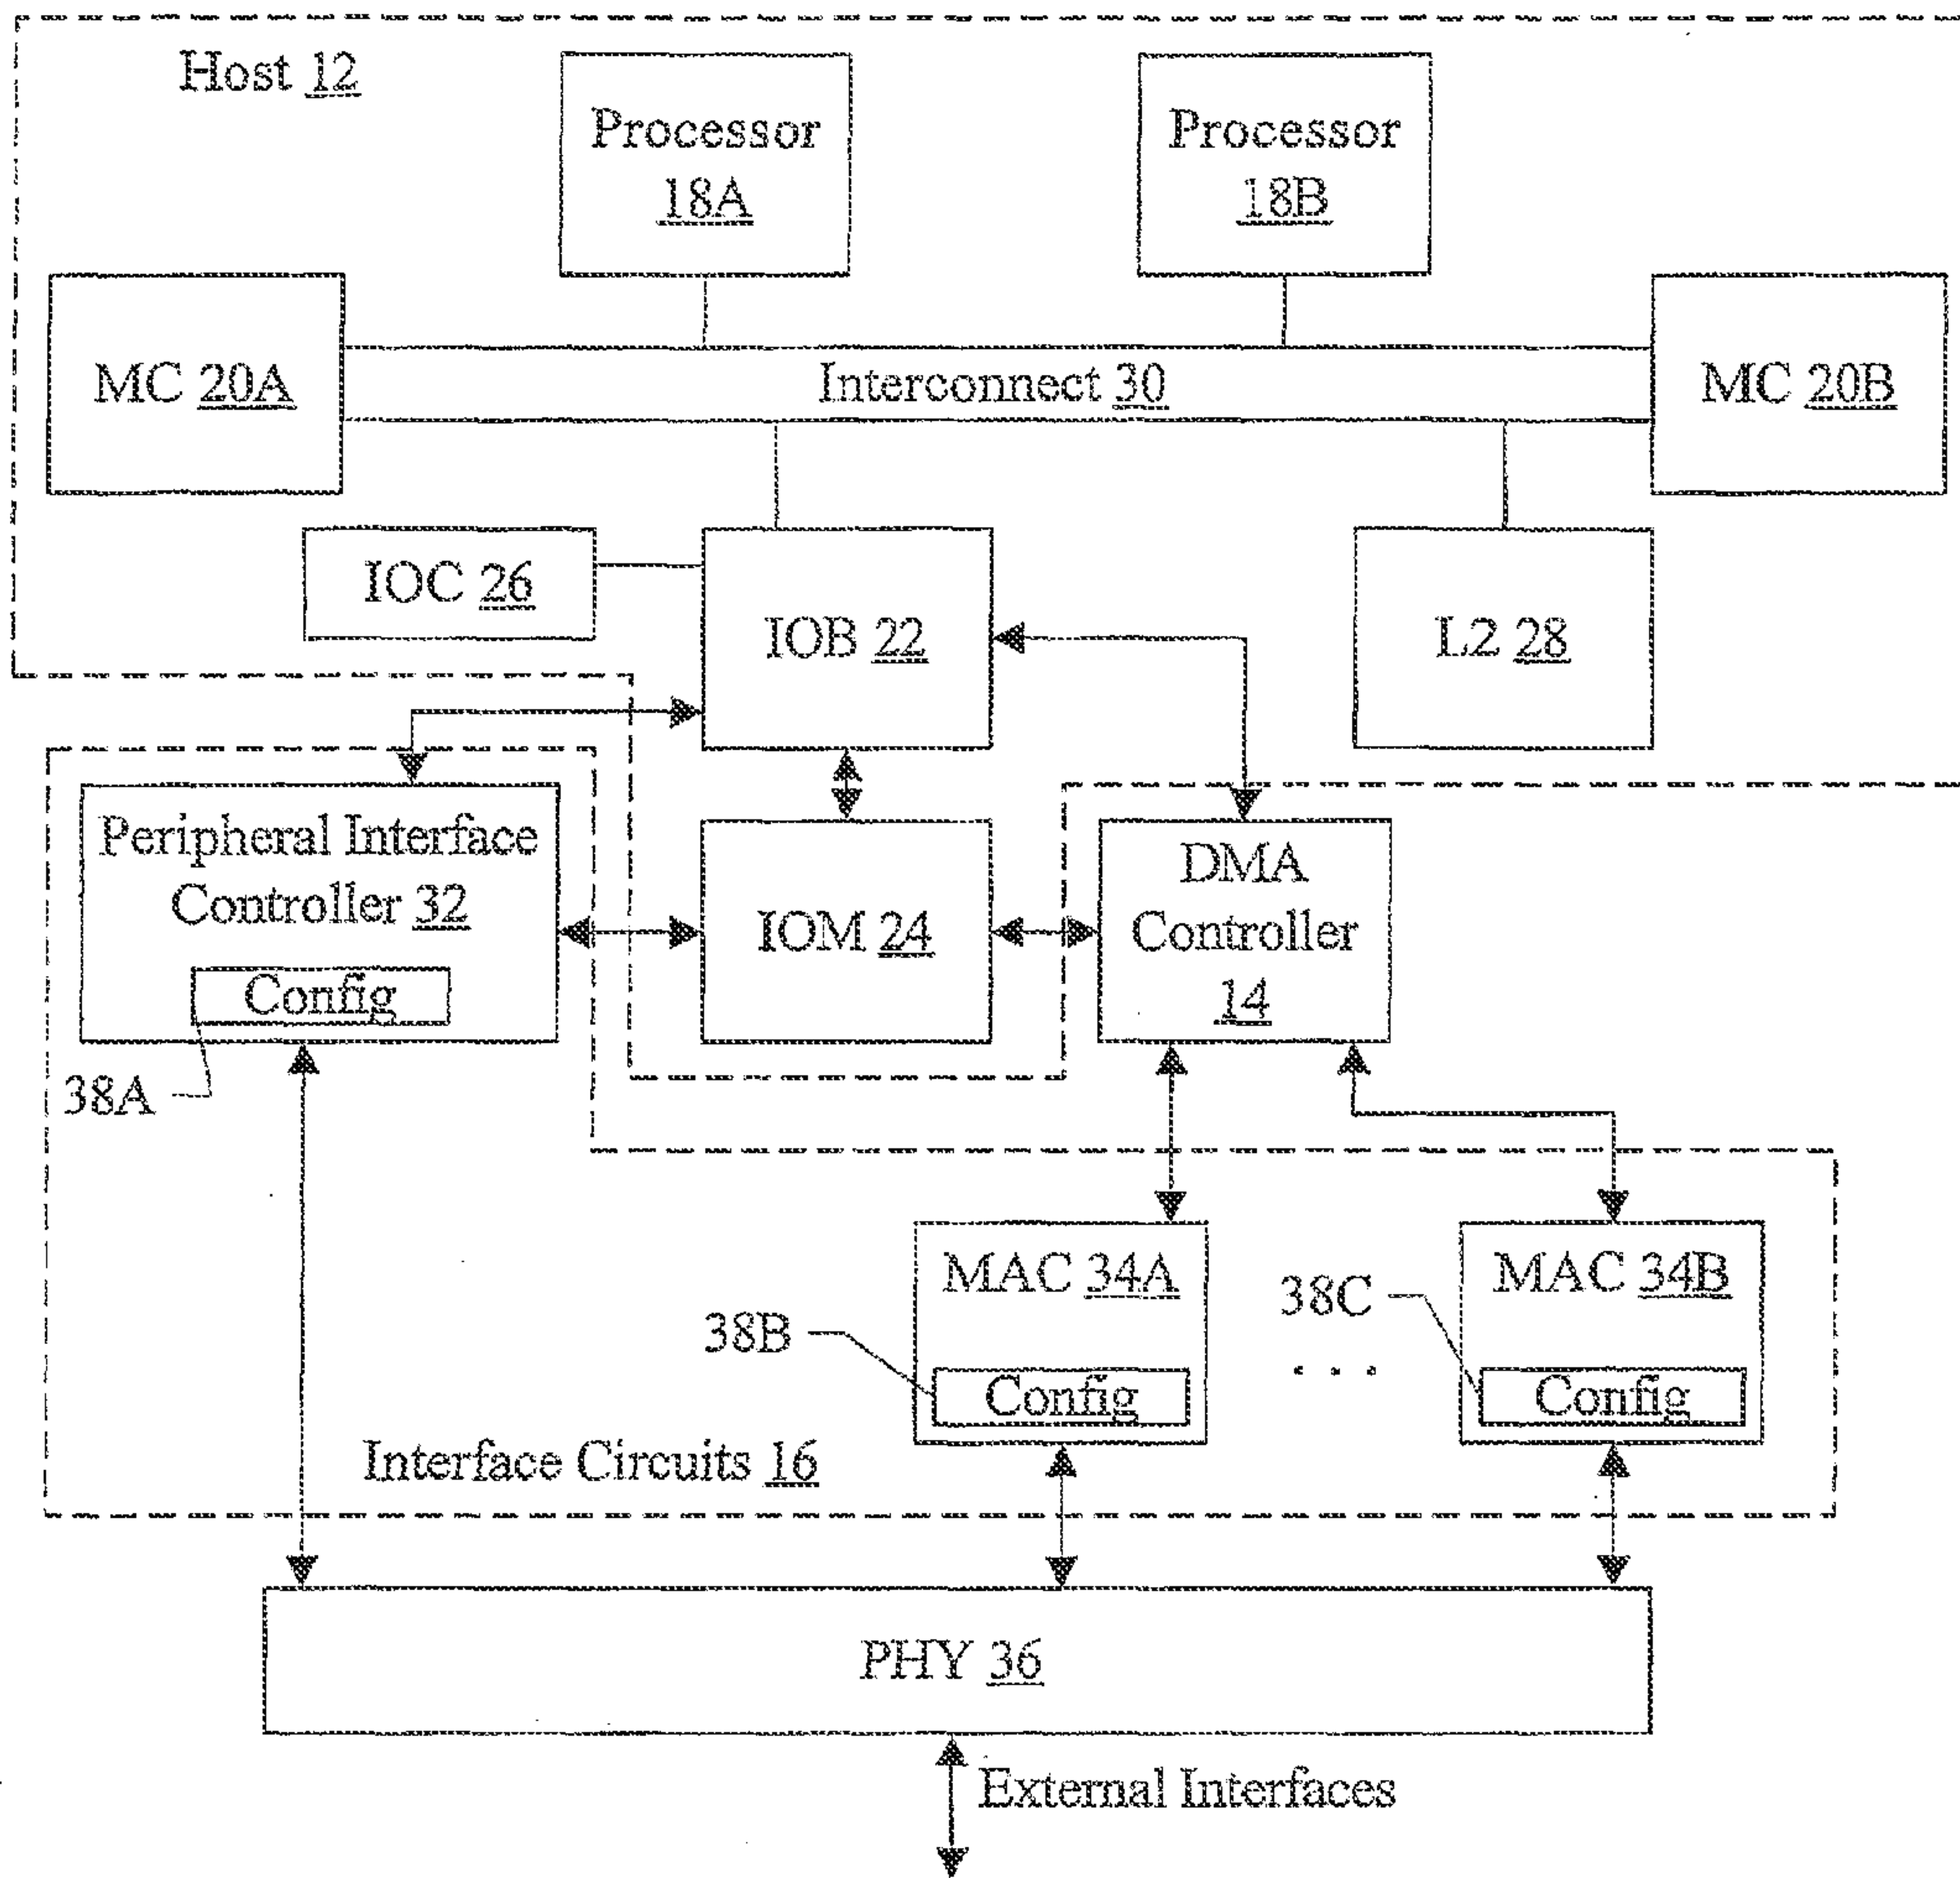 Host 12
Processor
18A
Processor
18B
MC 20A
Interconnect 30
MC 20B
IOC 26
IOB 22
L2 28
Peripheral Interface
Controller 32
Config
38A
IOM 24
DMA
Controller
14
MAC 34A
38B
Config
38C
. . .
MAC 34B
Config
Interface Circuits 16
PHY 36
External Interfaces